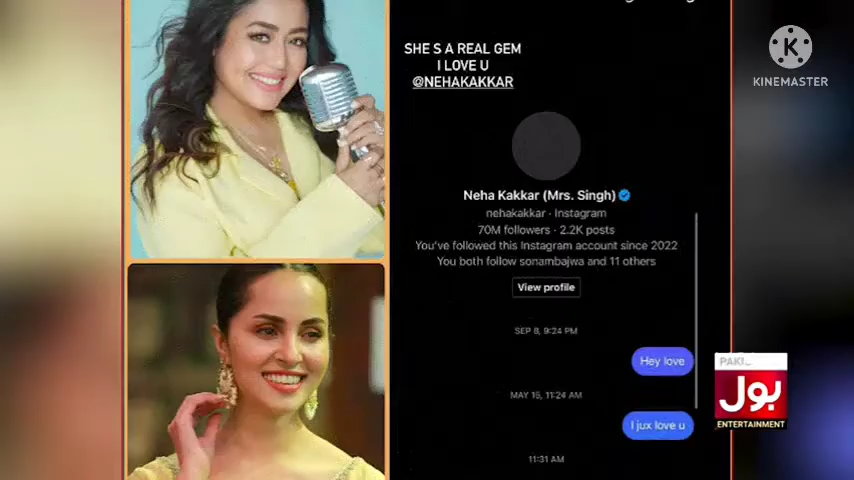 SHE S A REAL GEM
I LOVE U
@NEHAKAKKAR
Neha Kakkar (Mrs. Singh)
nehakakkar · Instagram
70M followers · 2.2K posts
You've followed this Instagram account since 2022
You both follow sonambajwa and 11 others
View profile
SEP 8, 9:24 PM
Hey love
MAY 15, 11:24 AM
I jux love u
11:31 AM
K
KINEMASTER
بول
ENTERTAINMENT